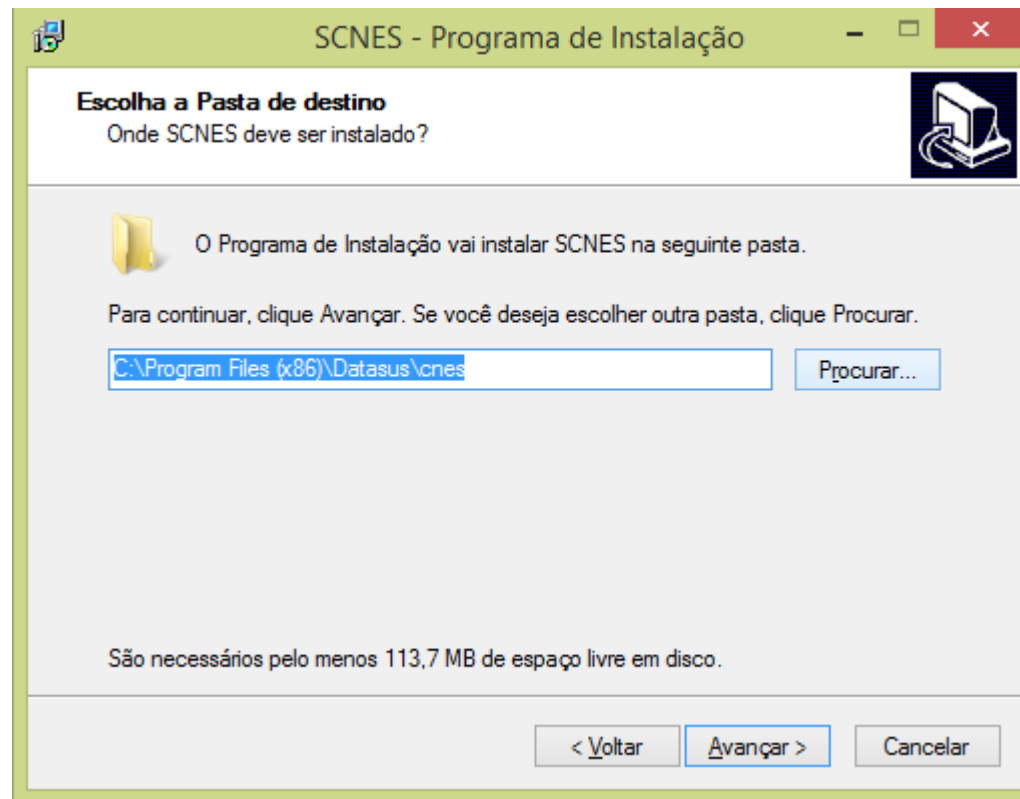 SCNES - Programa de Instalação
Escolha a Pasta de destino
Onde SCNES deve ser instalado?
O Programa de Instalação vai instalar SCNES na seguinte pasta.
Para continuar, clique Avançar. Se você deseja escolher outra pasta, clique Procurar.
C:\Program Files (x86)\Datasus\cnes
Procurar...
São necessários pelo menos 113,7 MB de espaço livre em disco.
< Voltar
Avançar >
Cancelar